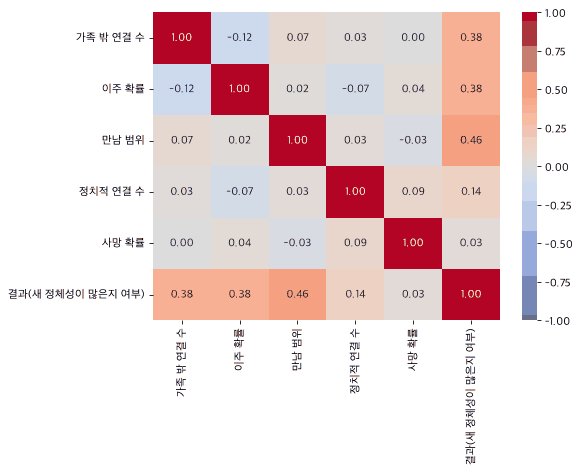 가족 밖 연결 수 1.00 -0.12 0.07 0.03 0.00 0.38
이주 확률 -0.12 1.00 0.02 -0.07 0.04 0.38
만남 범위 0.07 0.02 1.00 0.03 -0.03 0.46
정치적 연결 수 0.03 -0.07 0.03 1.00 0.09 0.14
사망 확률 0.00 0.04 -0.03 0.09 1.00 0.03
결과(새 정체성이 많은지 여부) 0.38 0.38 0.46 0.14 0.03 1.00
가족 밖 연결 수
이주 확률
만남 범위
정치적 연결 수
사망 확률
결과(새 정체성이 많은지 여부)
1.00
0.75
0.50
0.25
0.00
-0.25
-0.50
-0.75
-1.00